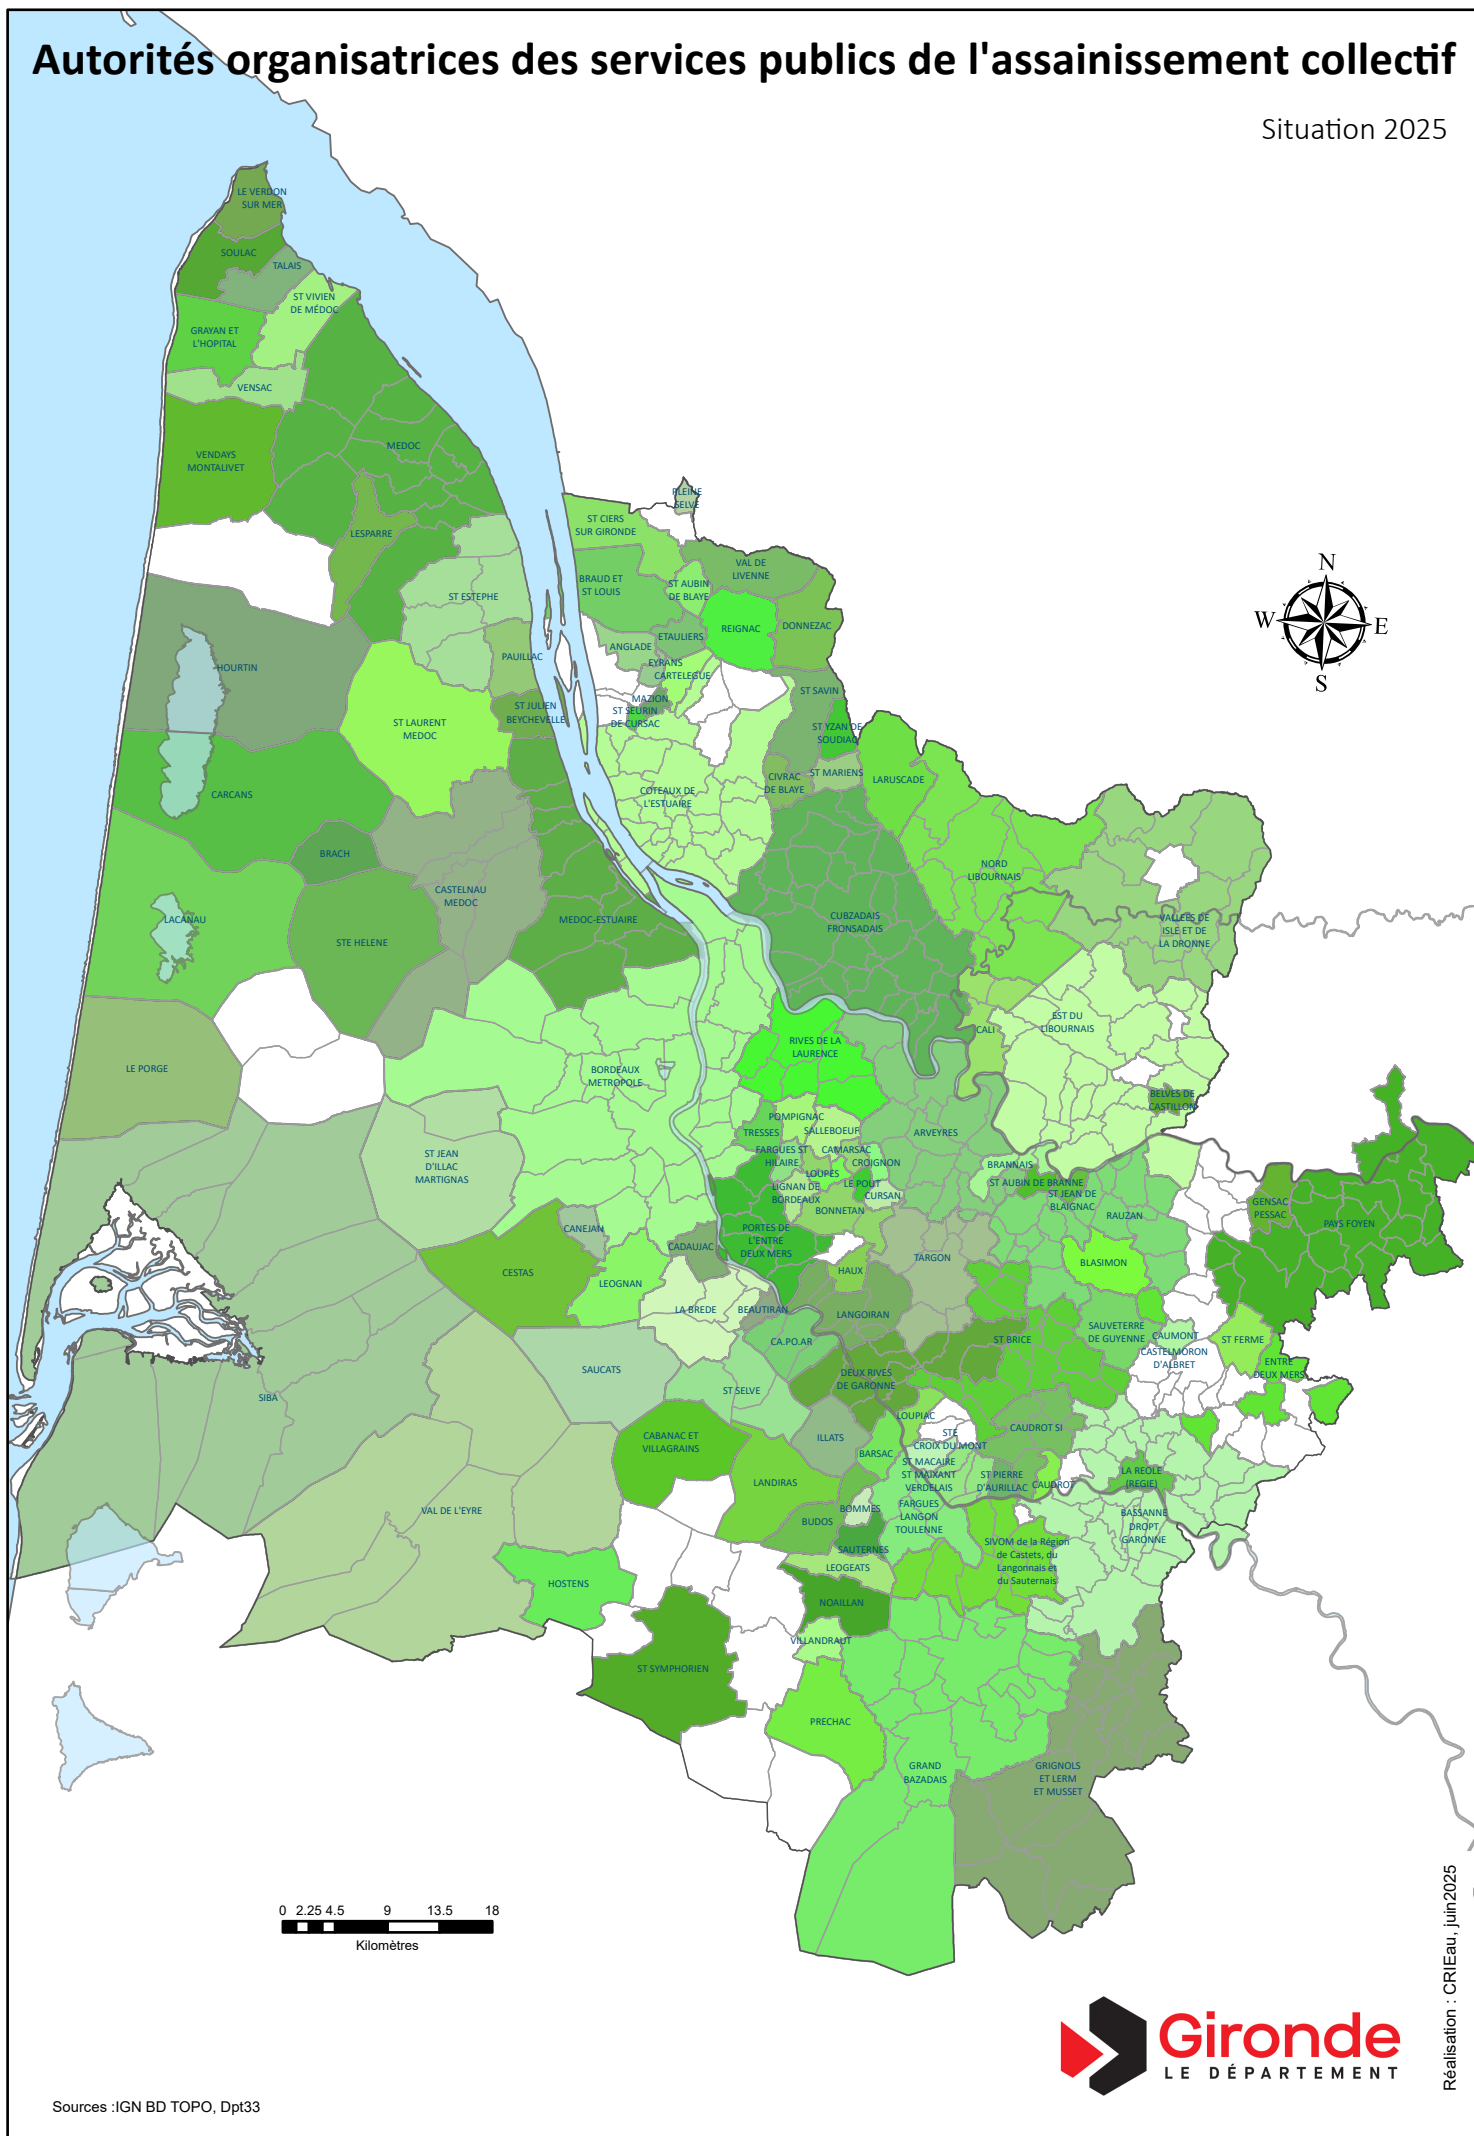 Autorités organisatrices des services publics de l'assainissement collectif
Situation 2025
LE VERDON
SUR MER
SOULAC
TALAIS
ST VIVIEN
DE MÉDOC
GRAYAN ET
L'HOPITAL
VENSAC
VENDAYS
MONTALIVET
MEDOC
LESPARRE
ST ESTEPHE
PAUILLAC
HOURTIN
ST LAURENT
MEDOC
ST JULIEN
BEYCHEVELLE
CARCANS
BRACH
CASTELNAU
MEDOC
LACANAU
STE HELENE
MEDOC-ESTUAIRE
LE PORGE
PLEINE
SELVE
ST CIERS
SUR GIRONDE
BRAUD ET
ST LOUIS
ST AUBIN
DE BLAYE
VAL DE
LIVENNE
REIGNAC
DONNEZAC
ETAULIERS
ANGLADE
EYRANS
CARTELEGUE
MAZION
ST SEURIN
DE CURSAC
ST SAVIN
ST YZAN DE
SOUDIAC
ST MARIENS
CIVRAC
DE BLAYE
COTEAUX DE
L'ESTUAIRE
LARUSCADE
NORD
LIBOURNAIS
CUBZADAIS
FRONSADAIS
VALLEES DE
ISLE ET DE
LA DRONNE
N
W
E
S
EST DU
LIBOURNAIS
CALI
RIVES DE LA
LAURENCE
BORDEAUX
METROPOLE
BELVES DE
CASTILLON
POMPIGNAC
SALLEBOEUF
TRESSES
ARVEYRES
FARGUES ST
HILAIRE
CAMARSAC
CROIGNON
LOUPES
LE POUT
CURSAN
LIGNAN DE
BORDEAUX
BONNETAN
BRANNAIS
ST AUBIN DE BRANNE
ST JEAN DE
BLAIGNAC
RAUZAN
GENSAC
PESSAC
PAYS FOYEN
ST JEAN
D'ILLAC
MARTIGNAS
CANEJAN
CESTAS
LEOGNAN
CADAUJAC
PORTES DE
L'ENTRE
DEUX MERS
TARGON
BLASIMON
HAUX
LA BREDE
BEAUTIRAN
LANGOIRAN
CA.PO.AR
ST BRICE
SAUVETERRE
DE GUYENNE
CAUMONT
CASTELMORON
D'ALBRET
ST FERME
ENTRE
DEUX MERS
SAUCATS
ST SELVE
DEUX RIVES
DE GARONNE
SIBA
CABANAC ET
VILLAGRAINS
ILLATS
LOUPIAC
STE
CROIX DU MONT
CAUDROT SI
BARSAC
ST MACAIRE
ST MAIXANT
VERDELAIS
ST PIERRE
D'AURILLAC
CAUDROT
LA REOLE
(REGIE)
LANDIRAS
VAL DE L'EYRE
BOMMES
BUDOS
FARGUES
LANGON
TOULENNE
BASSANNE
DROPT
GARONNE
SAUTERNES
SIVOM de la Région
de Castets, du
Langonnais et
du Sauternais
LEOGEATS
HOSTENS
NOAILLAN
VILLANDRAUT
ST SYMPHORIEN
PRECHAC
GRAND
BAZADAIS
GRIGNOLS
ET LERM
ET MUSSET
0 2.25 4.5 9 13.5 18
Kilomètres
Gironde
LE DÉPARTEMENT
Réalisation : CRIEau, juin2025
Sources :IGN BD TOPO, Dpt33